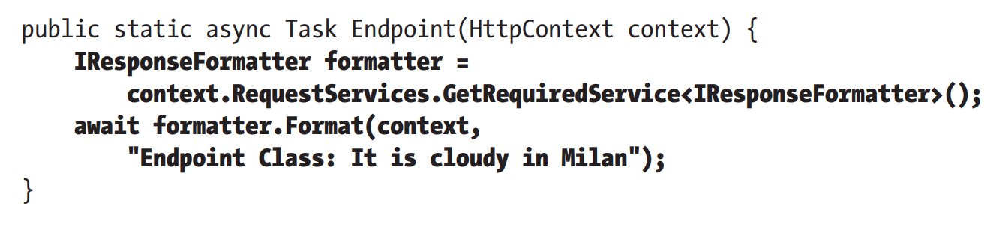 public static async Task Endpoint(HttpContext context) {
    IResponseFormatter formatter =
        context.RequestServices.GetRequiredService<IResponseFormatter>();
    await formatter.Format(context,
        "Endpoint Class: It is cloudy in Milan");
}